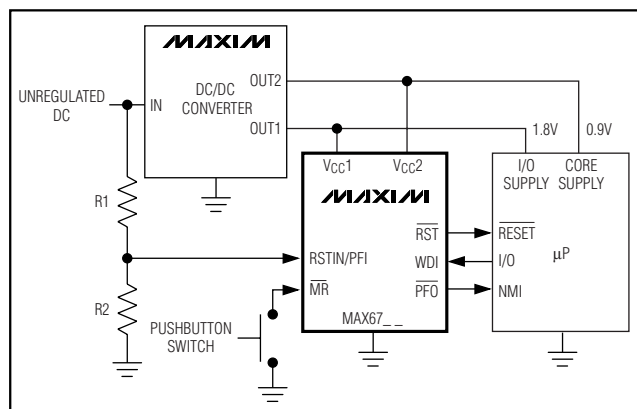 MAXIM
UNREGULATED
DC
IN
DC/DC
CONVERTER
OUT2
OUT1
1.8V
0.9V
R1
R2
VCC1
VCC2
MAXIM
RSTIN/PFI
MR
RST
WDI
PFO
MAX67_ _
I/O
SUPPLY
CORE
SUPPLY
RESET
I/O
NMI
µP
PUSHBUTTON
SWITCH